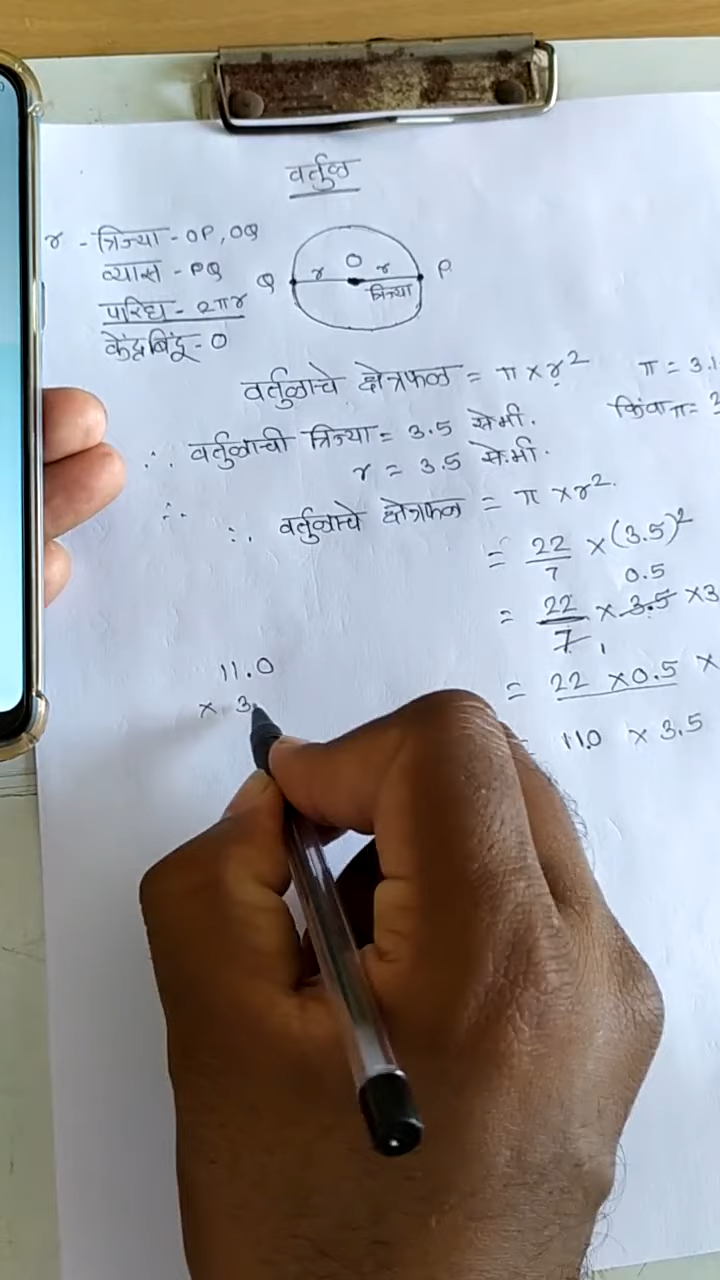 वर्तुळ
r - त्रिज्या - OP, OQ
व्यास - PQ
परिघ - 2πr
केंद्रबिंदू - O
Q r O r P
त्रिज्या
वर्तुळाचे क्षेत्रफळ = π × r² π = 3.1
किंवा π =
∴ वर्तुळाची त्रिज्या = 3.5 सेमी.
r = 3.5 से.मी.
∴
∴ वर्तुळाचे क्षेत्रफळ = π × r².
= 22/7 × (3.5)²
0.5
= 22/7 × 3.5 × 3
1
= 22 × 0.5 ×
= 11.0 × 3.5
11.0
× 3.